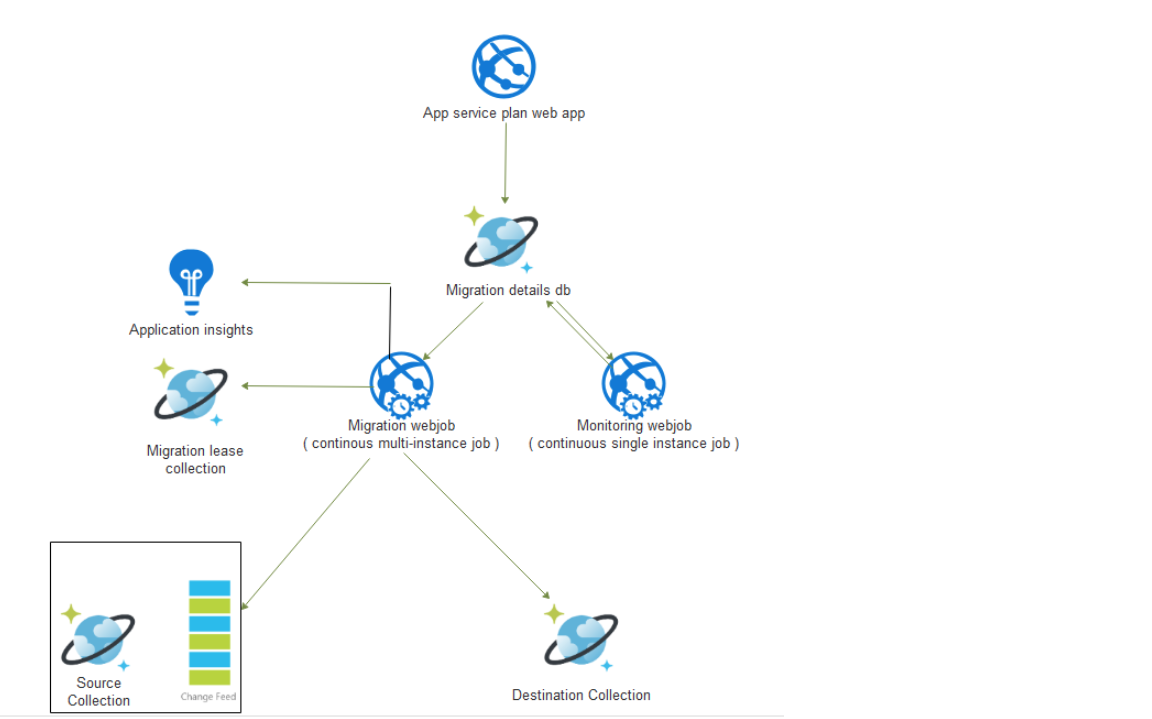 App service plan web app
Migration details db
Application insights
Migration lease
collection
Migration webjob
( continous multi-instance job )
Monitoring webjob
( continuous single instance job )
Source
Collection
Change Feed
Destination Collection